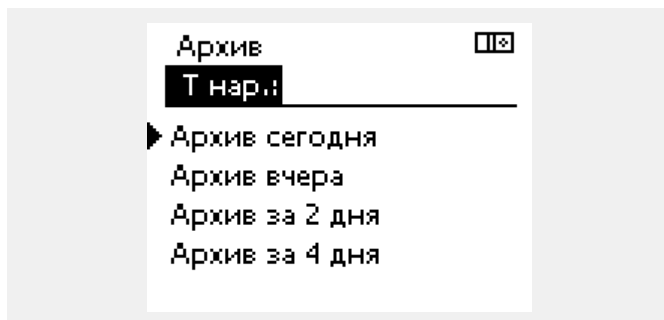 Архив
Т нар.:
Архив сегодня
Архив вчера
Архив за 2 дня
Архив за 4 дня